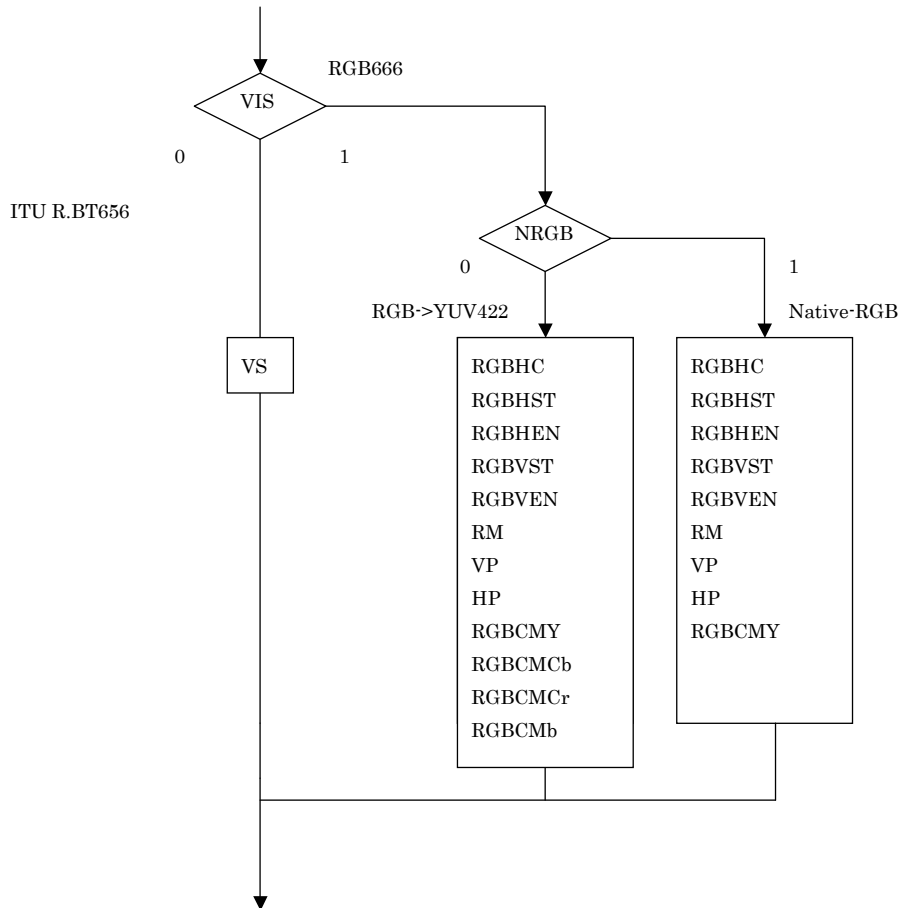 RGB666
VIS
0
1
ITU R.BT656
NRGB
0
1
RGB->YUV422
Native-RGB
VS
RGBHC
RGBHST
RGBHEN
RGBVST
RGBVEN
RM
VP
HP
RGBCMY
RGBCMCb
RGBCMCr
RGBCMb
RGBHC
RGBHST
RGBHEN
RGBVST
RGBVEN
RM
VP
HP
RGBCMY